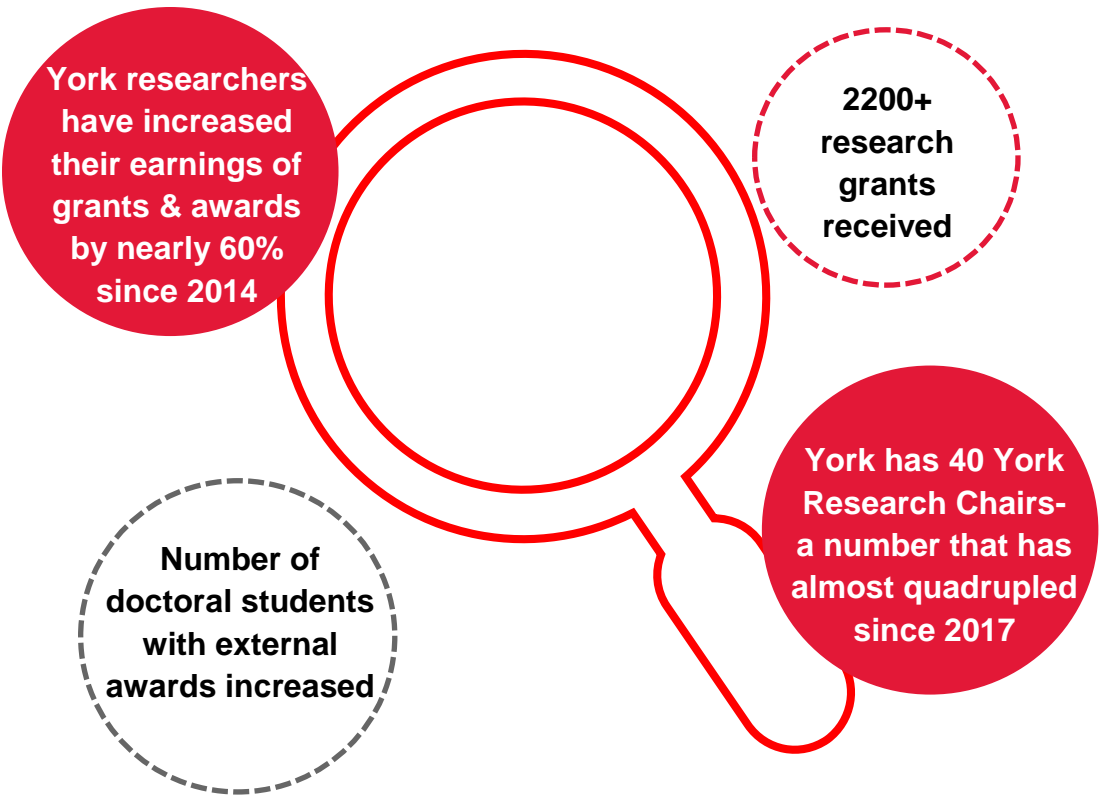 York researchers
have increased
their earnings of
grants & awards
by nearly 60%
since 2014
2200+
research
grants
received
Number of
doctoral students
with external
awards increased
York has 40 York
Research Chairs-
a number that has
almost quadrupled
since 2017